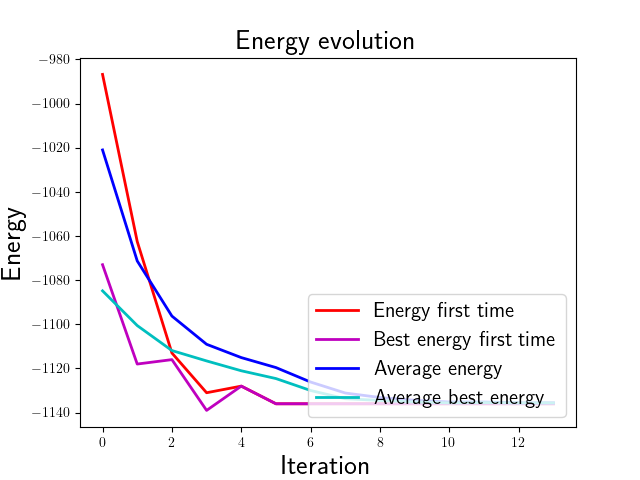 Energy evolution
Energy
−980
−1000
−1020
−1040
−1060
−1080
−1100
−1120
−1140
Energy first time
Best energy first time
Average energy
Average best energy
0 2 4 6 8 10 12
Iteration